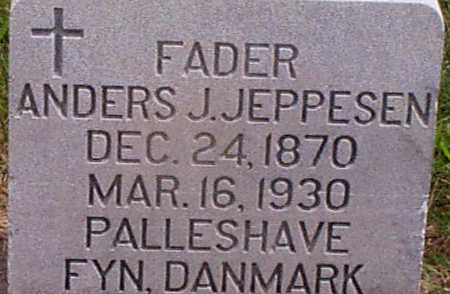 FADER
ANDERS J. JEPPESEN
DEC. 24, 1870
MAR. 16, 1930
PALLESHAVE
FYN, DANMARK